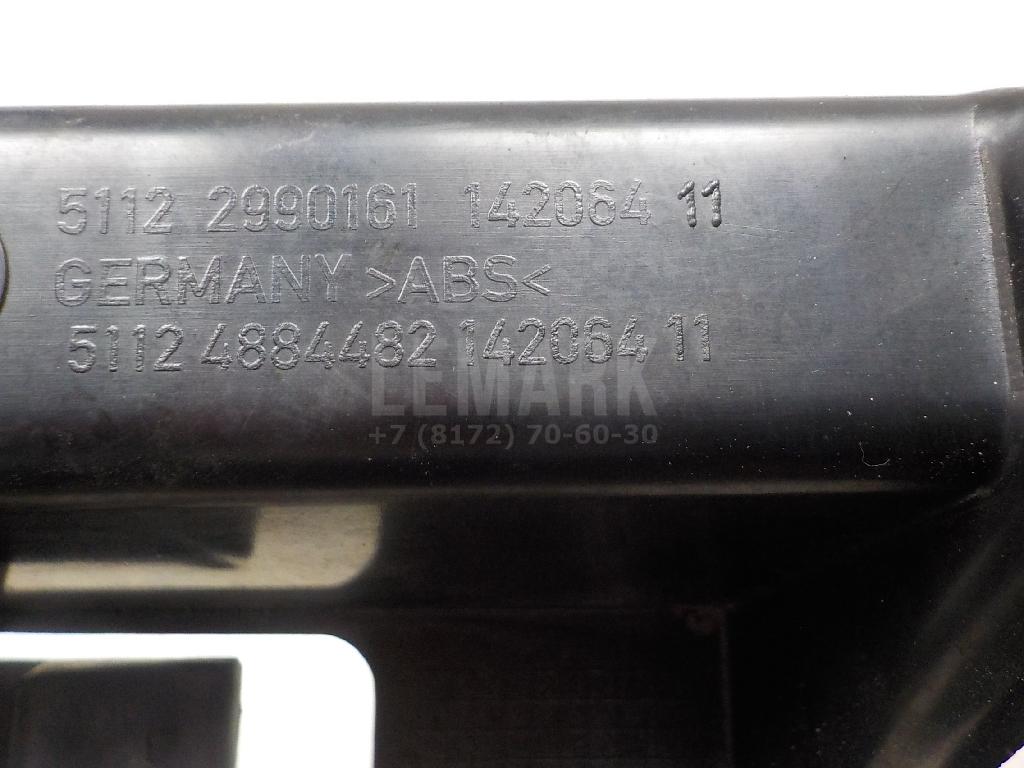 5112 2990161 142064 11
GERMANY >ABS<
5112 4884482 142064 11
LEMARK
+7 (8172) 70-60-30